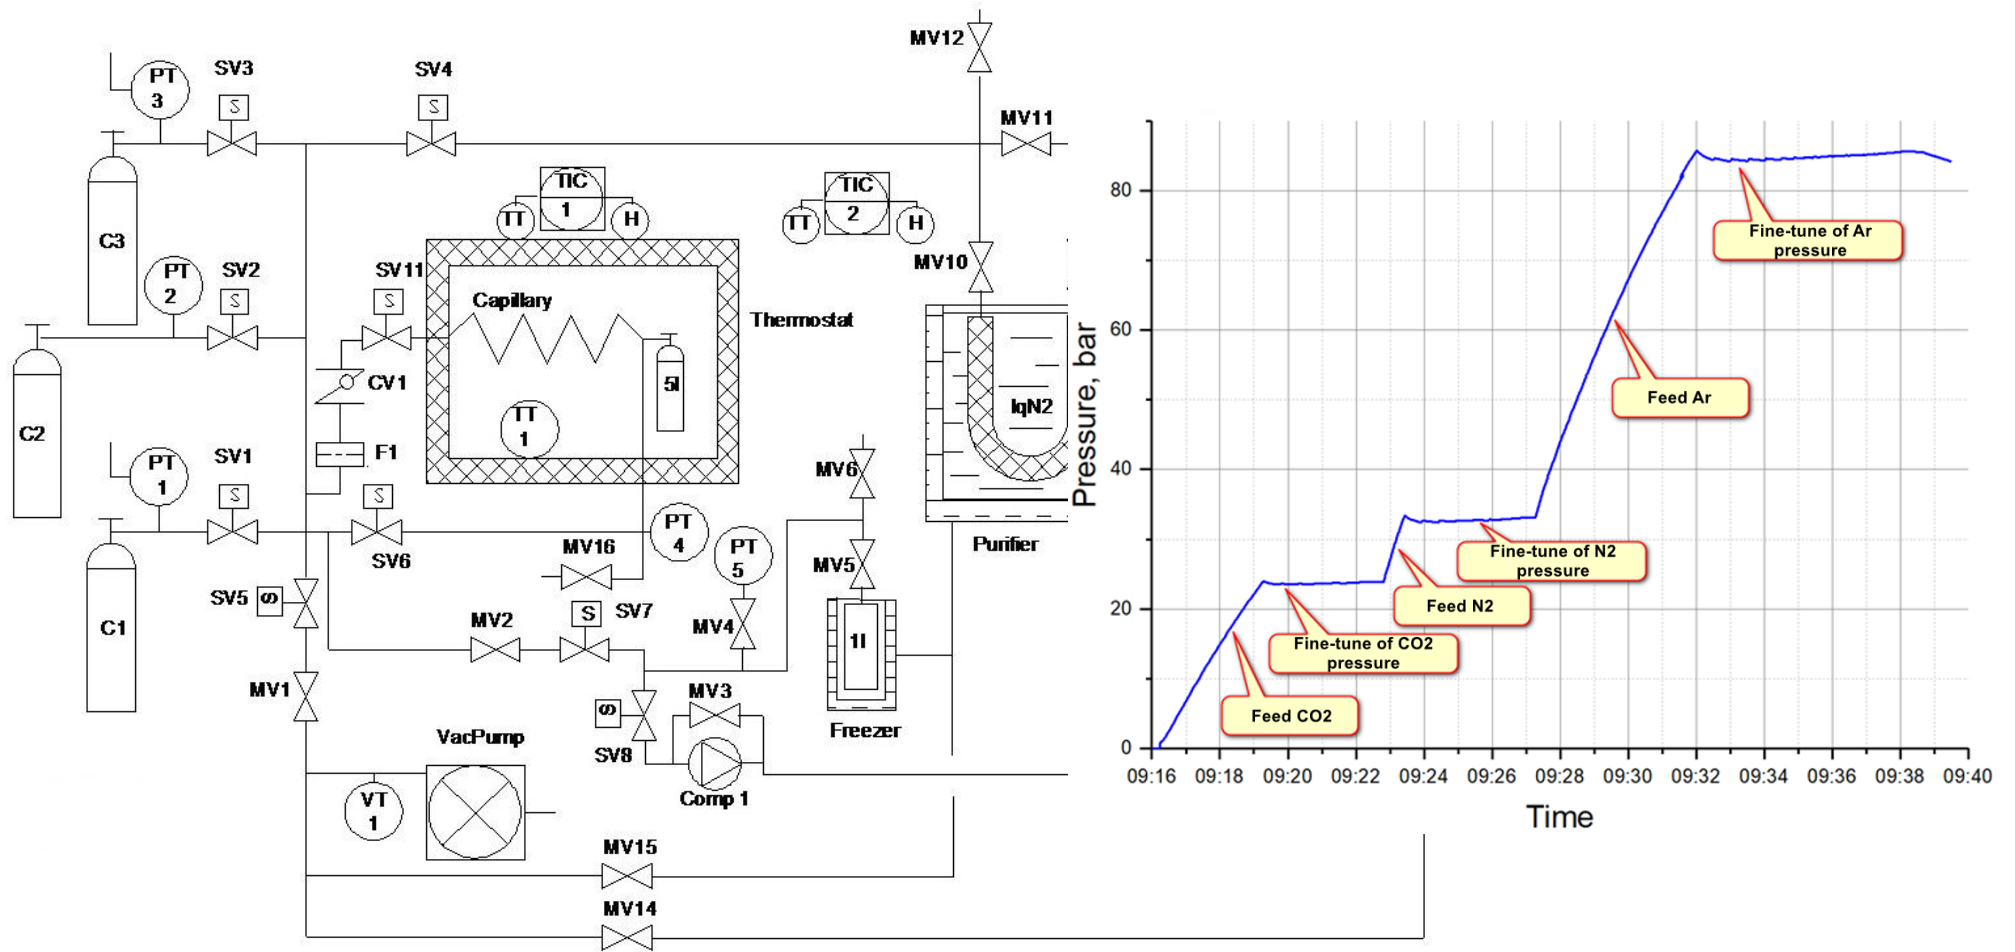 MV12
PT
3
SV3
SV4
MV11
C3
TIC
1
TT
H
TIC
2
TT
H
PT
2
SV2
SV11
MV10
Capillary
Thermostat
CV1
5l
lqN2
C2
TT
1
F1
PT
1
SV1
MV6
Purifier
SV6
PT
4
MV16
PT
5
MV5
C1
SV5
MV2
S
SV7
MV4
1l
MV1
MV3
Freezer
VacPump
SV8
Comp 1
VT
1
MV15
MV14
S
S
S
S
S
S
S
S
Pressure, bar
80
60
40
20
0
Fine-tune of Ar
pressure
Feed Ar
Fine-tune of N2
pressure
Feed N2
Fine-tune of CO2
pressure
Feed CO2
09:16 09:18 09:20 09:22 09:24 09:26 09:28 09:30 09:32 09:34 09:36 09:38 09:40
Time